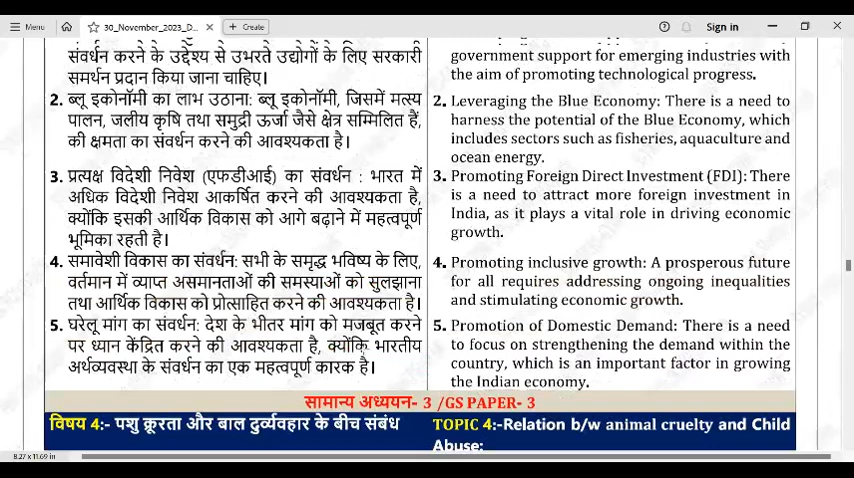 Menu
30_November_2023_D...
Create
Sign in
संवर्धन करने के उद्देश्य से उभरते उद्योगों के लिए सरकारी
समर्थन प्रदान किया जाना चाहिए।
2. ब्लू इकोनॉमी का लाभ उठाना: ब्लू इकोनॉमी, जिसमें मत्स्य
पालन, जलीय कृषि तथा समुद्री ऊर्जा जैसे क्षेत्र सम्मिलित हैं,
की क्षमता का संवर्धन करने की आवश्यकता है।
3. प्रत्यक्ष विदेशी निवेश (एफडीआई) का संवर्धन : भारत में
अधिक विदेशी निवेश आकर्षित करने की आवश्यकता है,
क्योंकि इसकी आर्थिक विकास को आगे बढ़ाने में महत्वपूर्ण
भूमिका रहती है।
4. समावेशी विकास का संवर्धन: सभी के समृद्ध भविष्य के लिए,
वर्तमान में व्याप्त असमानताओं की समस्याओं को सुलझाना
तथा आर्थिक विकास को प्रोत्साहित करने की आवश्यकता है।
5. घरेलू मांग का संवर्धन: देश के भीतर मांग को मजबूत करने
पर ध्यान केंद्रित करने की आवश्यकता है, क्योंकि भारतीय
अर्थव्यवस्था के संवर्धन का एक महत्वपूर्ण कारक है।
government support for emerging industries with
the aim of promoting technological progress.
2. Leveraging the Blue Economy: There is a need to
harness the potential of the Blue Economy, which
includes sectors such as fisheries, aquaculture and
ocean energy.
3. Promoting Foreign Direct Investment (FDI): There
is a need to attract more foreign investment in
India, as it plays a vital role in driving economic
growth.
4. Promoting inclusive growth: A prosperous future
for all requires addressing ongoing inequalities
and stimulating economic growth.
5. Promotion of Domestic Demand: There is a need
to focus on strengthening the demand within the
country, which is an important factor in growing
the Indian economy.
सामान्य अध्ययन- 3 /GS PAPER- 3
विषय 4:- पशु क्रूरता और बाल दुर्व्यवहार के बीच संबंध
TOPIC 4:-Relation b/w animal cruelty and Child
Abuse:
8.27 x 11.69 in